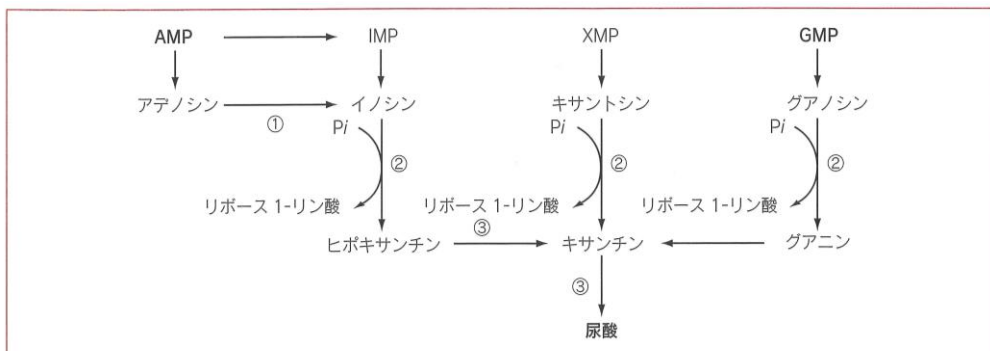 AMP IMP XMP GMP
アデノシン イノシン キサントシン グアノシン
①
Pi Pi Pi
② ② ②
リボース 1-リン酸 リボース 1-リン酸 リボース 1-リン酸
③
ヒポキサンチン キサンチン グアニン
③
尿酸